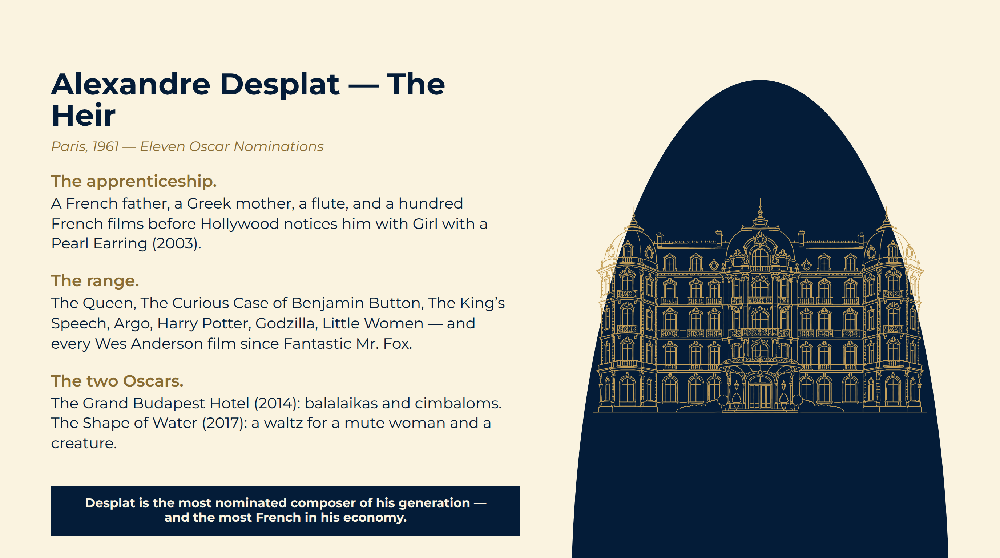 Alexandre Desplat — The
Heir
Paris, 1961 — Eleven Oscar Nominations
The apprenticeship.
A French father, a Greek mother, a flute, and a hundred
French films before Hollywood notices him with Girl with a
Pearl Earring (2003).
The range.
The Queen, The Curious Case of Benjamin Button, The King’s
Speech, Argo, Harry Potter, Godzilla, Little Women — and
every Wes Anderson film since Fantastic Mr. Fox.
The two Oscars.
The Grand Budapest Hotel (2014): balalaikas and cimbaloms.
The Shape of Water (2017): a waltz for a mute woman and a
creature.
Desplat is the most nominated composer of his generation —
and the most French in his economy.